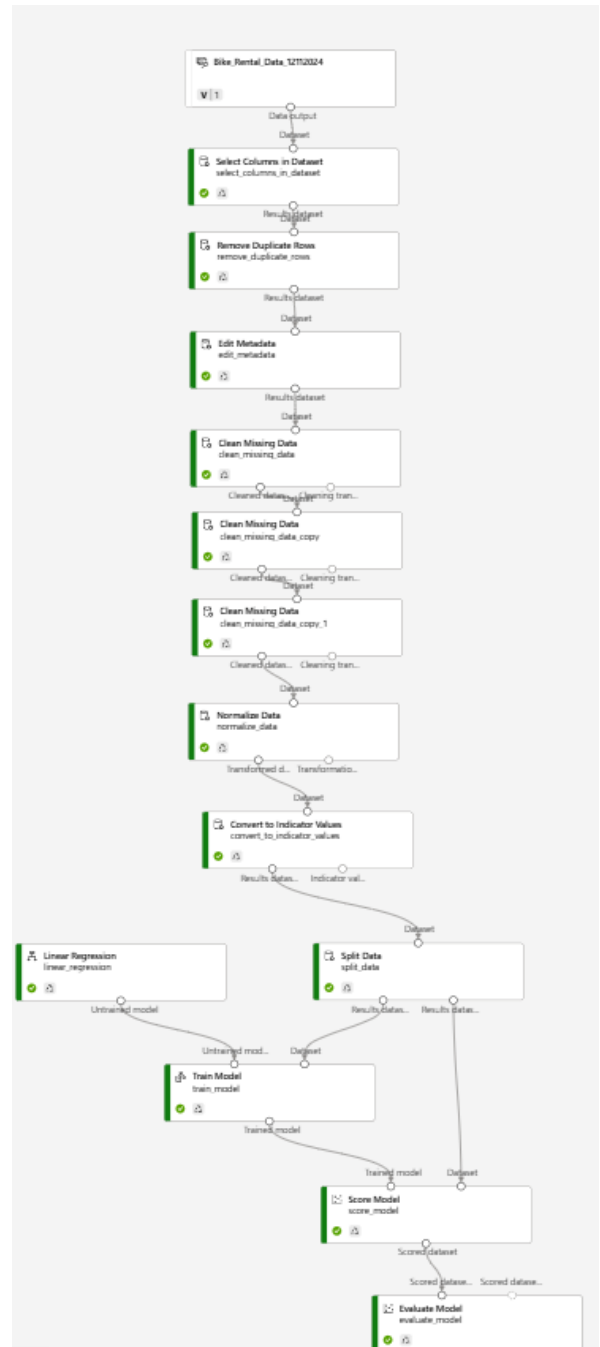 Bike_Rental_Data_12112024
V 1
Data output
Dataset
Select Columns in Dataset
select_columns_in_dataset
Results dataset
Dataset
Remove Duplicate Rows
remove_duplicate_rows
Results dataset
Dataset
Edit Metadata
edit_metadata
Results dataset
Dataset
Clean Missing Data
clean_missing_data
Cleaned datas... Cleaning tran...
Dataset
Clean Missing Data
clean_missing_data_copy
Cleaned datas... Cleaning tran...
Dataset
Clean Missing Data
clean_missing_data_copy_1
Cleaned datas... Cleaning tran...
Dataset
Normalize Data
normalize_data
Transformed d... Transformatio...
Dataset
Convert to Indicator Values
convert_to_indicator_values
Results datas... Indicator val...
Dataset
Linear Regression
linear_regression
Untrained model
Split Data
split_data
Results datas... Results datas...
Untrained mod... Dataset
Train Model
train_model
Trained model
Trained model Dataset
Score Model
score_model
Scored dataset
Scored datase... Scored datase...
Evaluate Model
evaluate_model